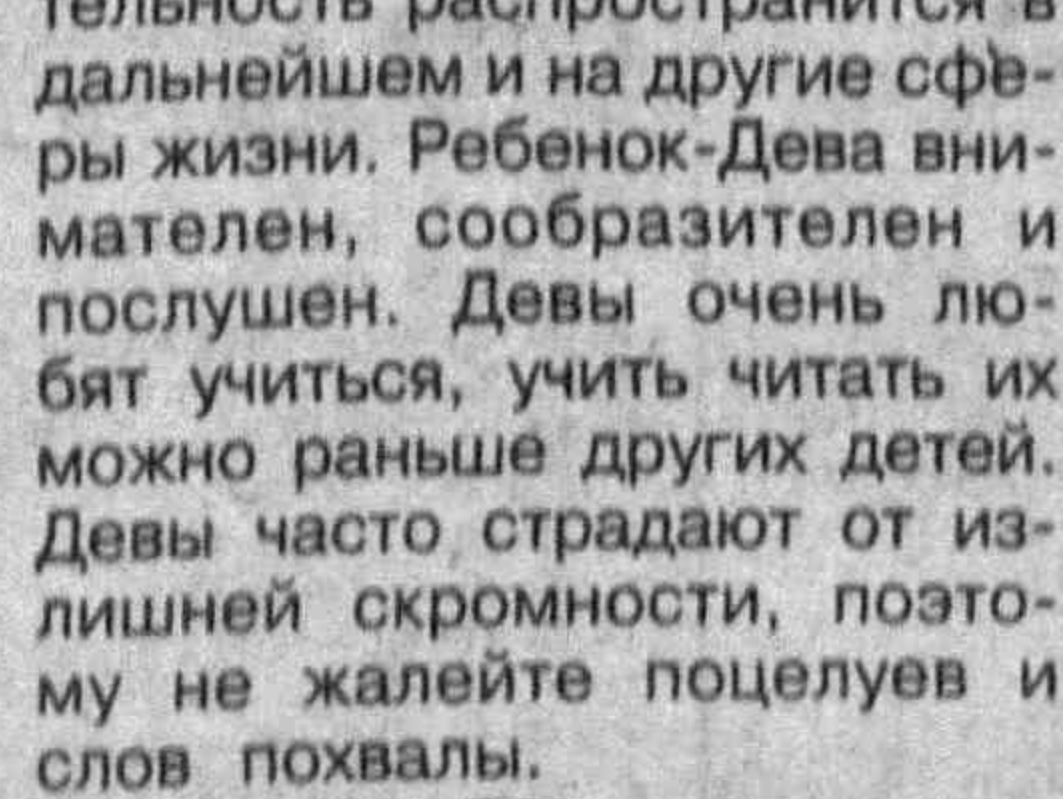 тельность распространится в
дальнейшем и на другие сфе-
ры жизни. Ребенок-Дева вни-
мателен, сообразителен и
послушен. Девы очень лю-
бят учиться, учить читать их
можно раньше других детей.
Девы часто страдают от из-
лишней скромности, поэто-
му не жалейте поцелуев и
слов похвалы.